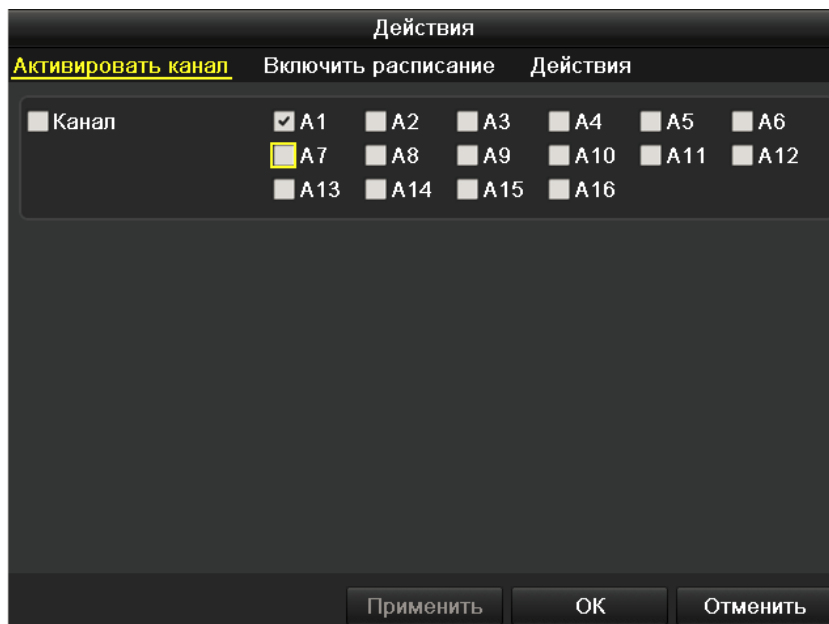 Действия
Активировать канал Включить расписание Действия
Канал A1 A2 A3 A4 A5 A6
A7 A8 A9 A10 A11 A12
A13 A14 A15 A16
Применить OK Отменить